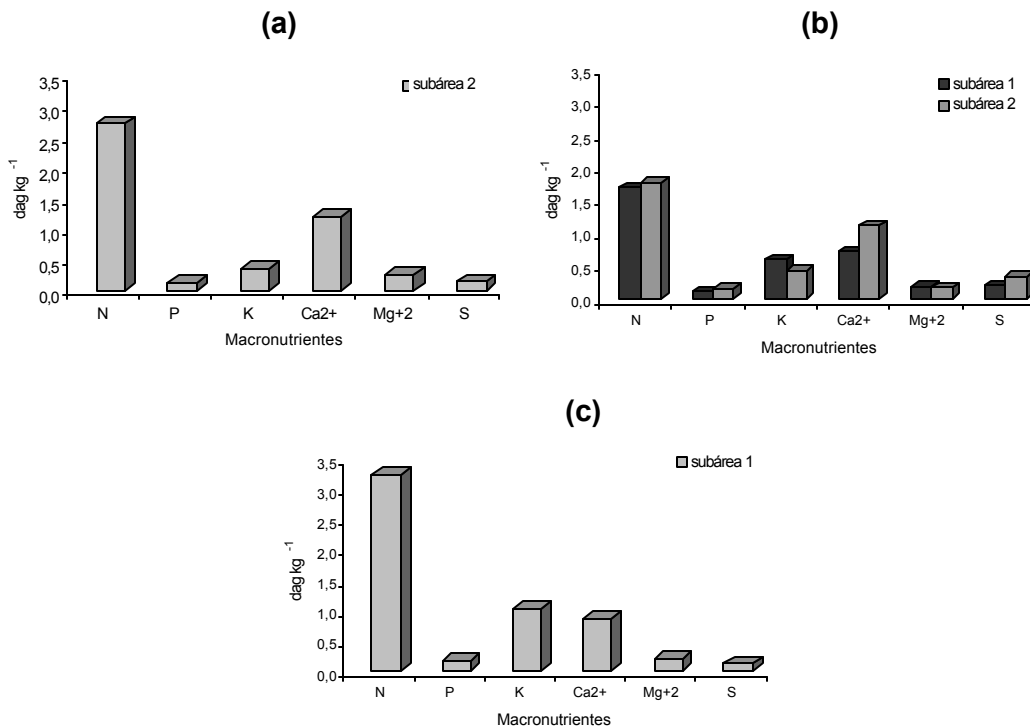 (a)
subárea 2
3,5
3,0
2,5
2,0
1,5
1,0
0,5
0,0
dag kg -1
N P K Ca2+ Mg+2 S
Macronutrientes
(b)
subárea 1
subárea 2
3,5
3,0
2,5
2,0
1,5
1,0
0,5
0,0
dag kg -1
N P K Ca2+ Mg+2 S
Macronutrientes
(c)
subárea 1
3,5
3,0
2,5
2,0
1,5
1,0
0,5
0,0
dag kg -1
N P K Ca2+ Mg+2 S
Macronutrientes